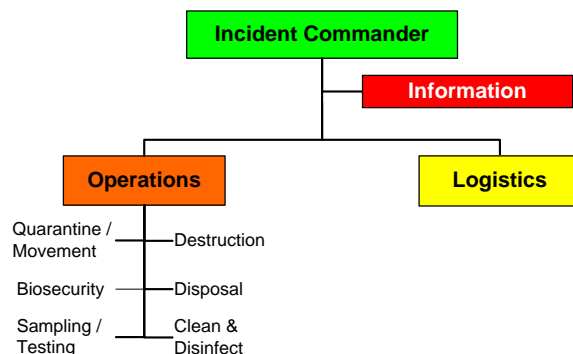 Incident Commander
Information
Operations
Logistics
Quarantine /
Movement
Destruction
Biosecurity
Disposal
Sampling /
Testing
Clean &
Disinfect